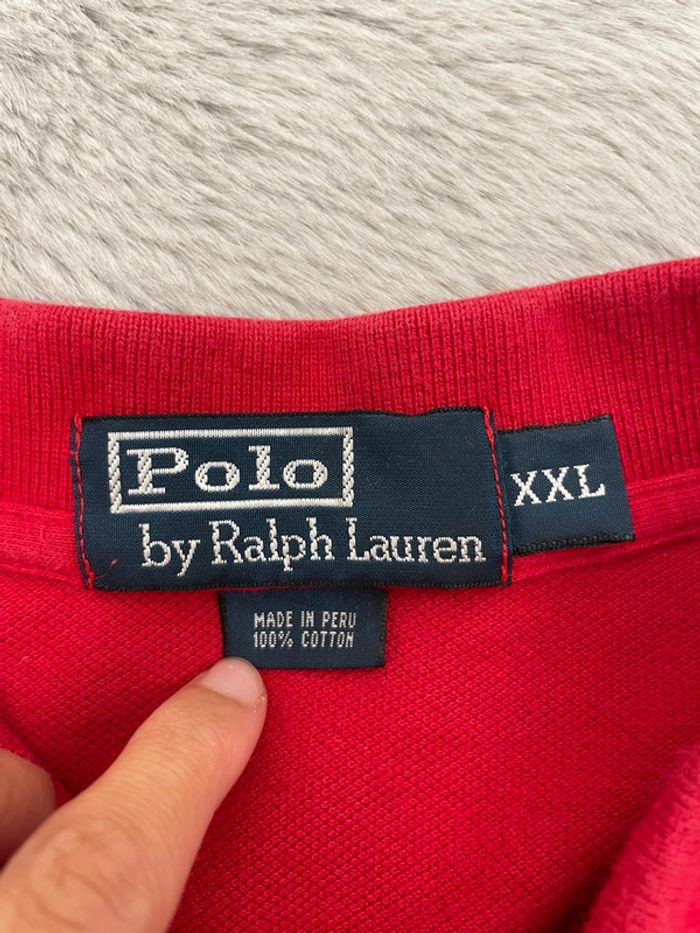 Polo
by Ralph Lauren
XXL
MADE IN PERU
100% COTTON